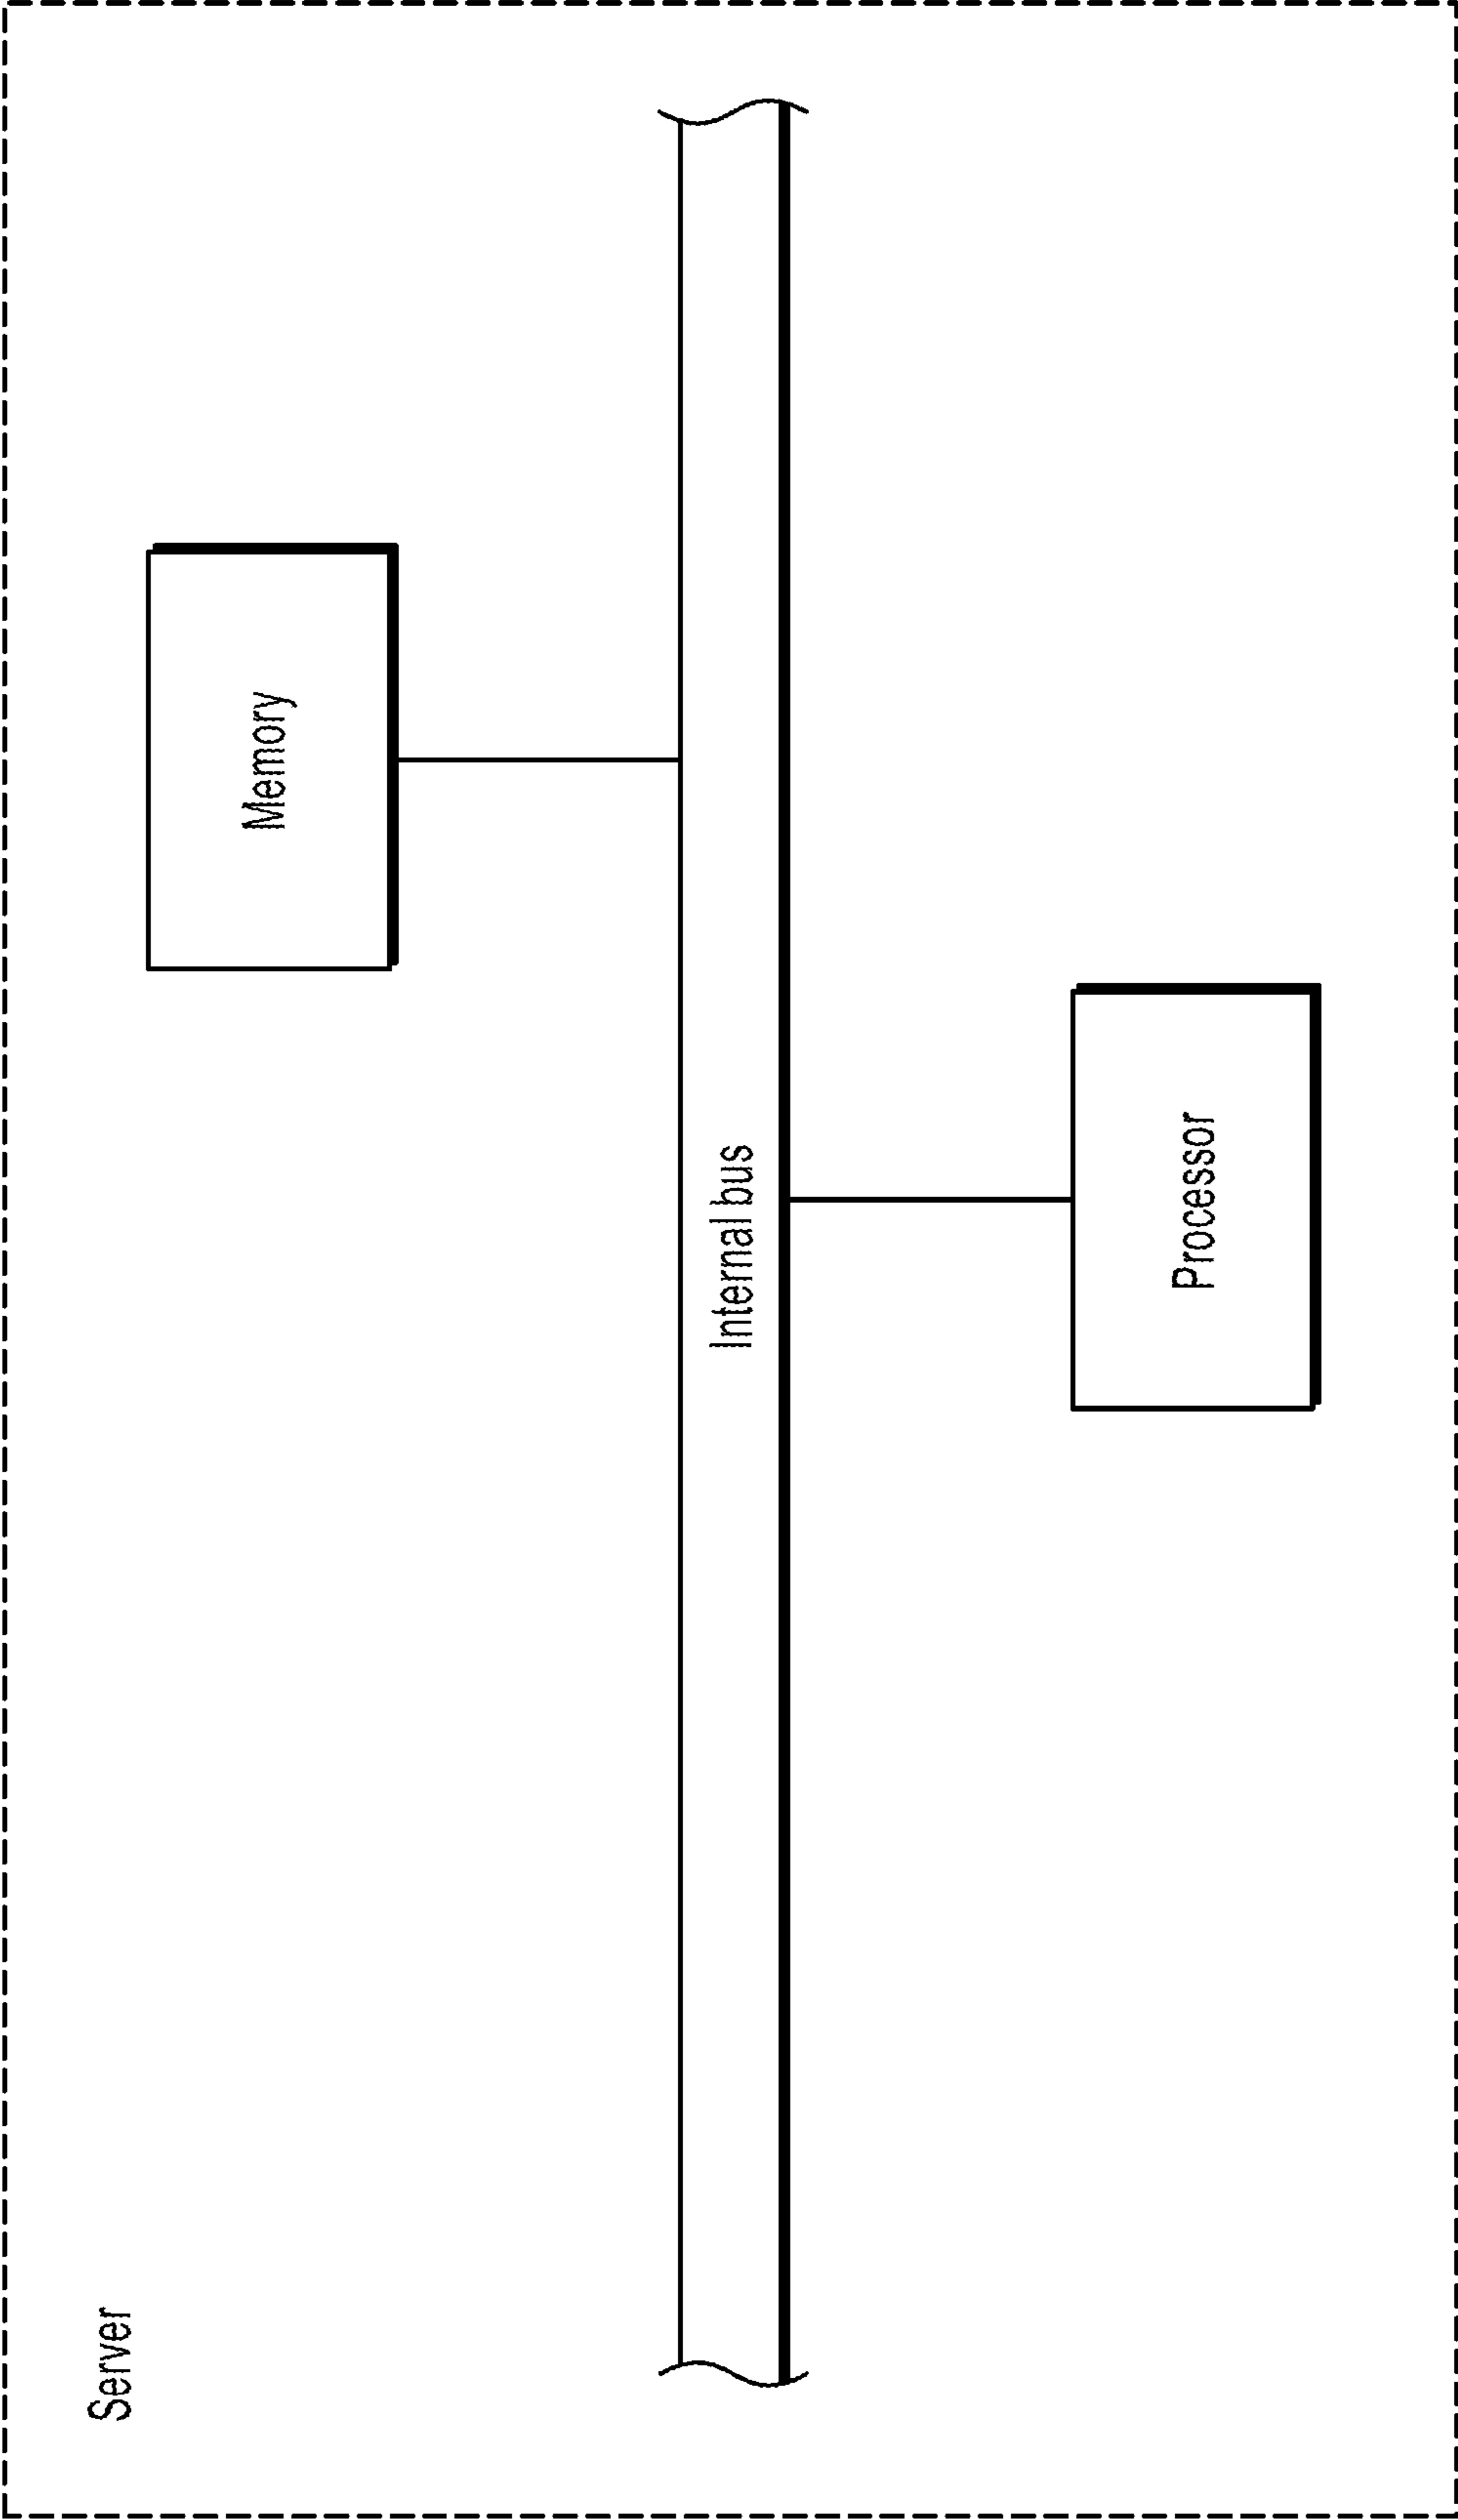 Server
Memory
Internal bus
Processor